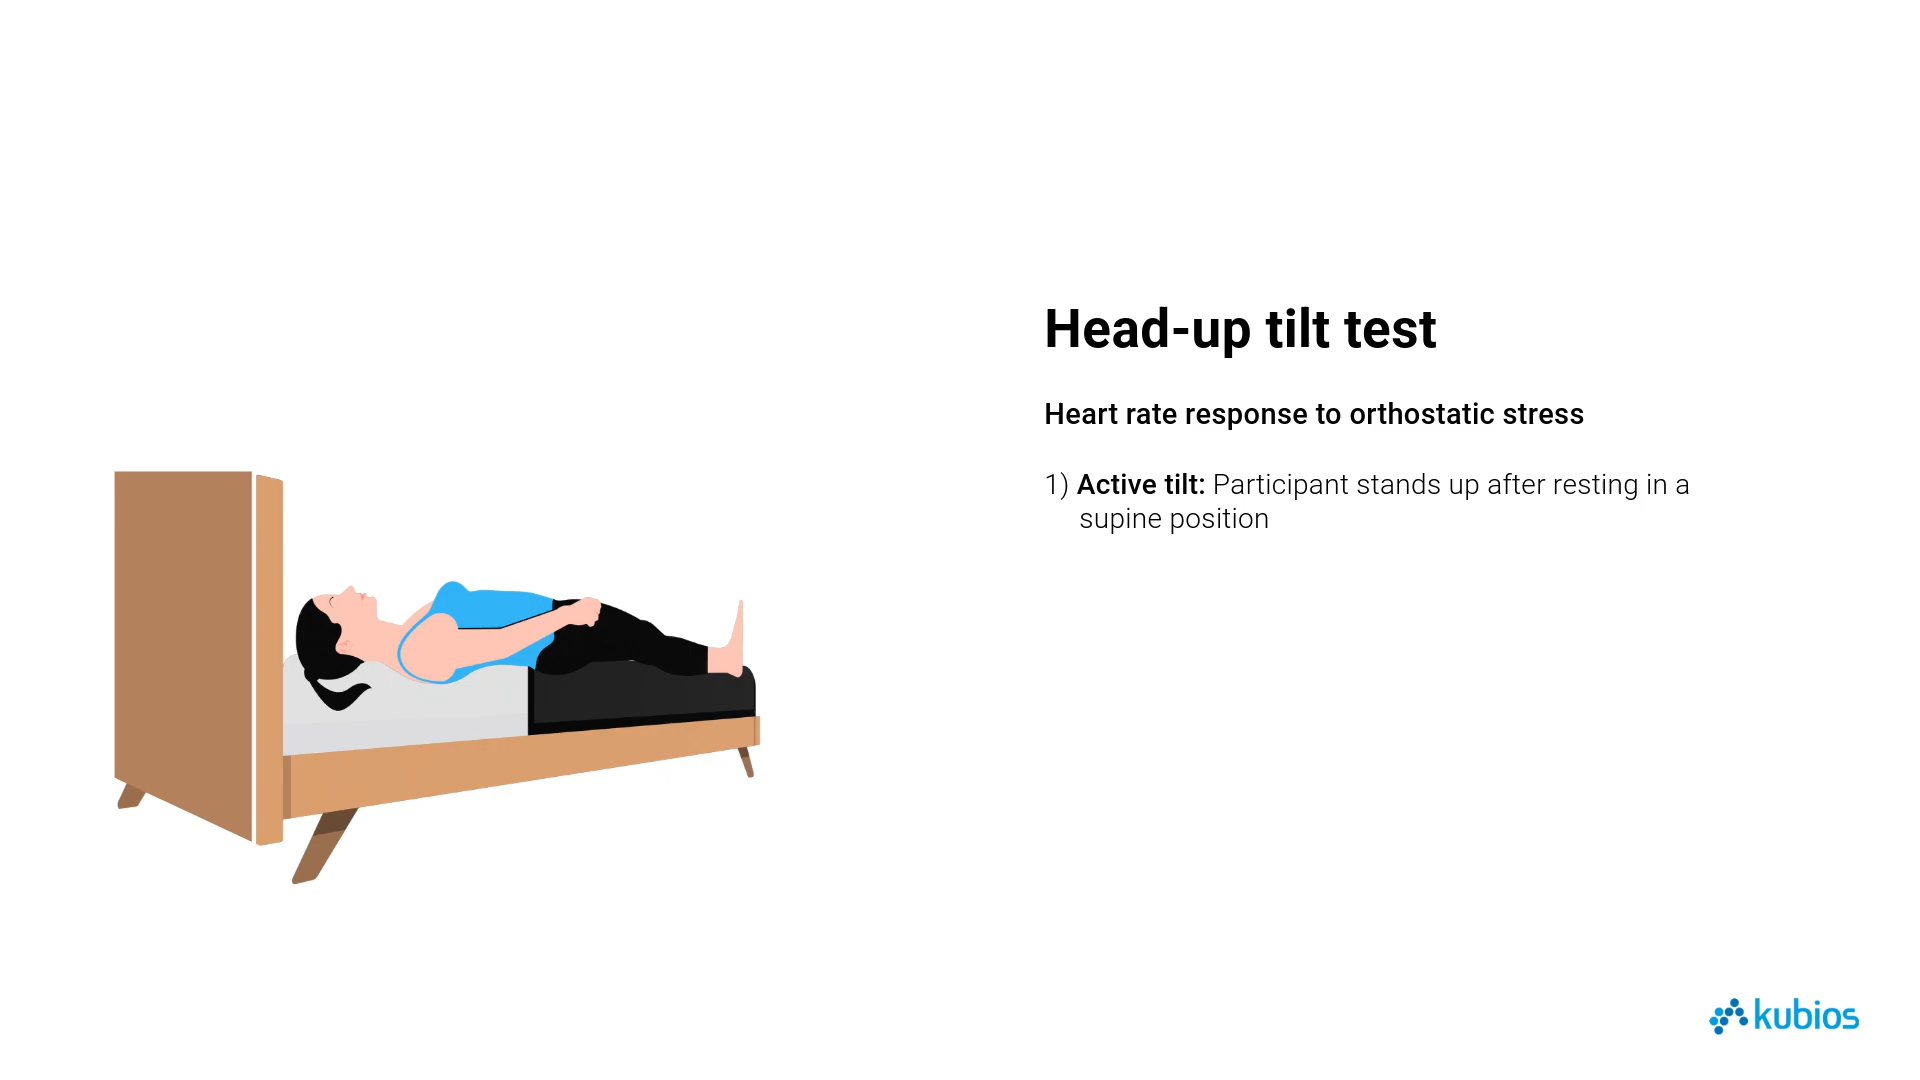 Head-up tilt test
Heart rate response to orthostatic stress
1) Active tilt: Participant stands up after resting in a
supine position
kubios